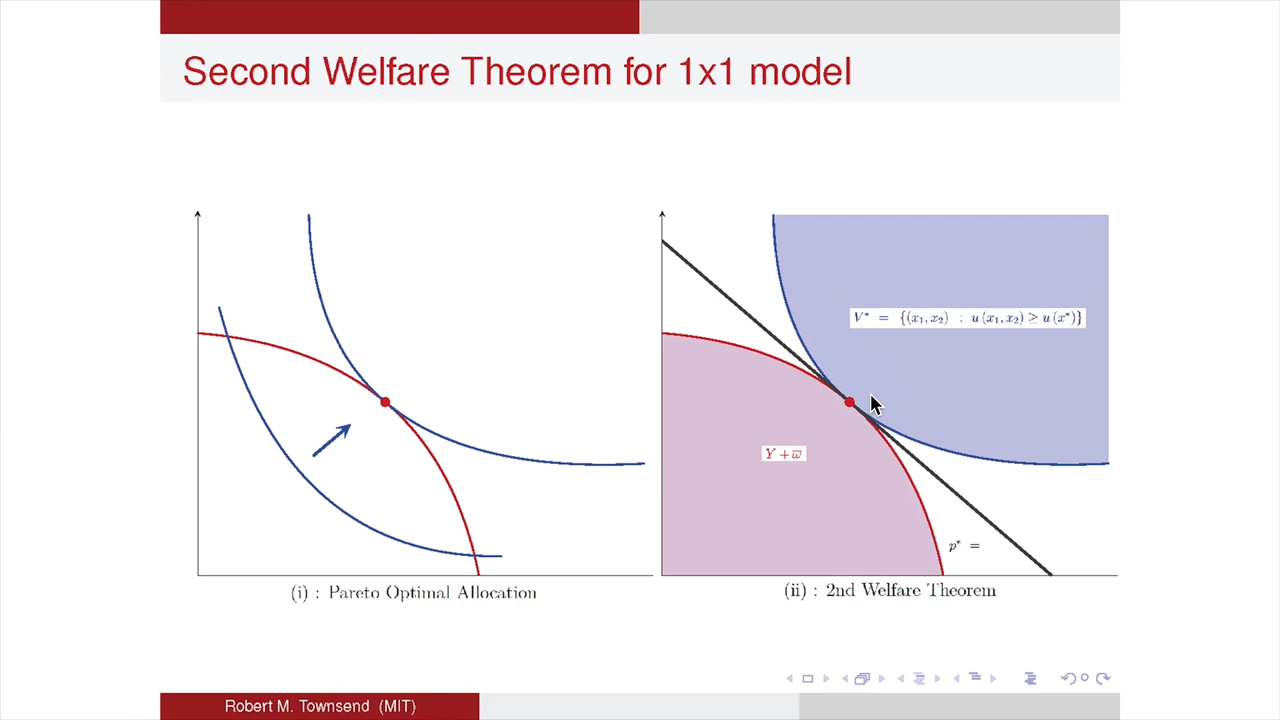 Second Welfare Theorem for 1x1 model
V* = {(x₁, x₂) : u (x₁, x₂) ≥ u (x*)}
Y + ω̅
p* =
(i) : Pareto Optimal Allocation
(ii) : 2nd Welfare Theorem
Robert M. Townsend (MIT)